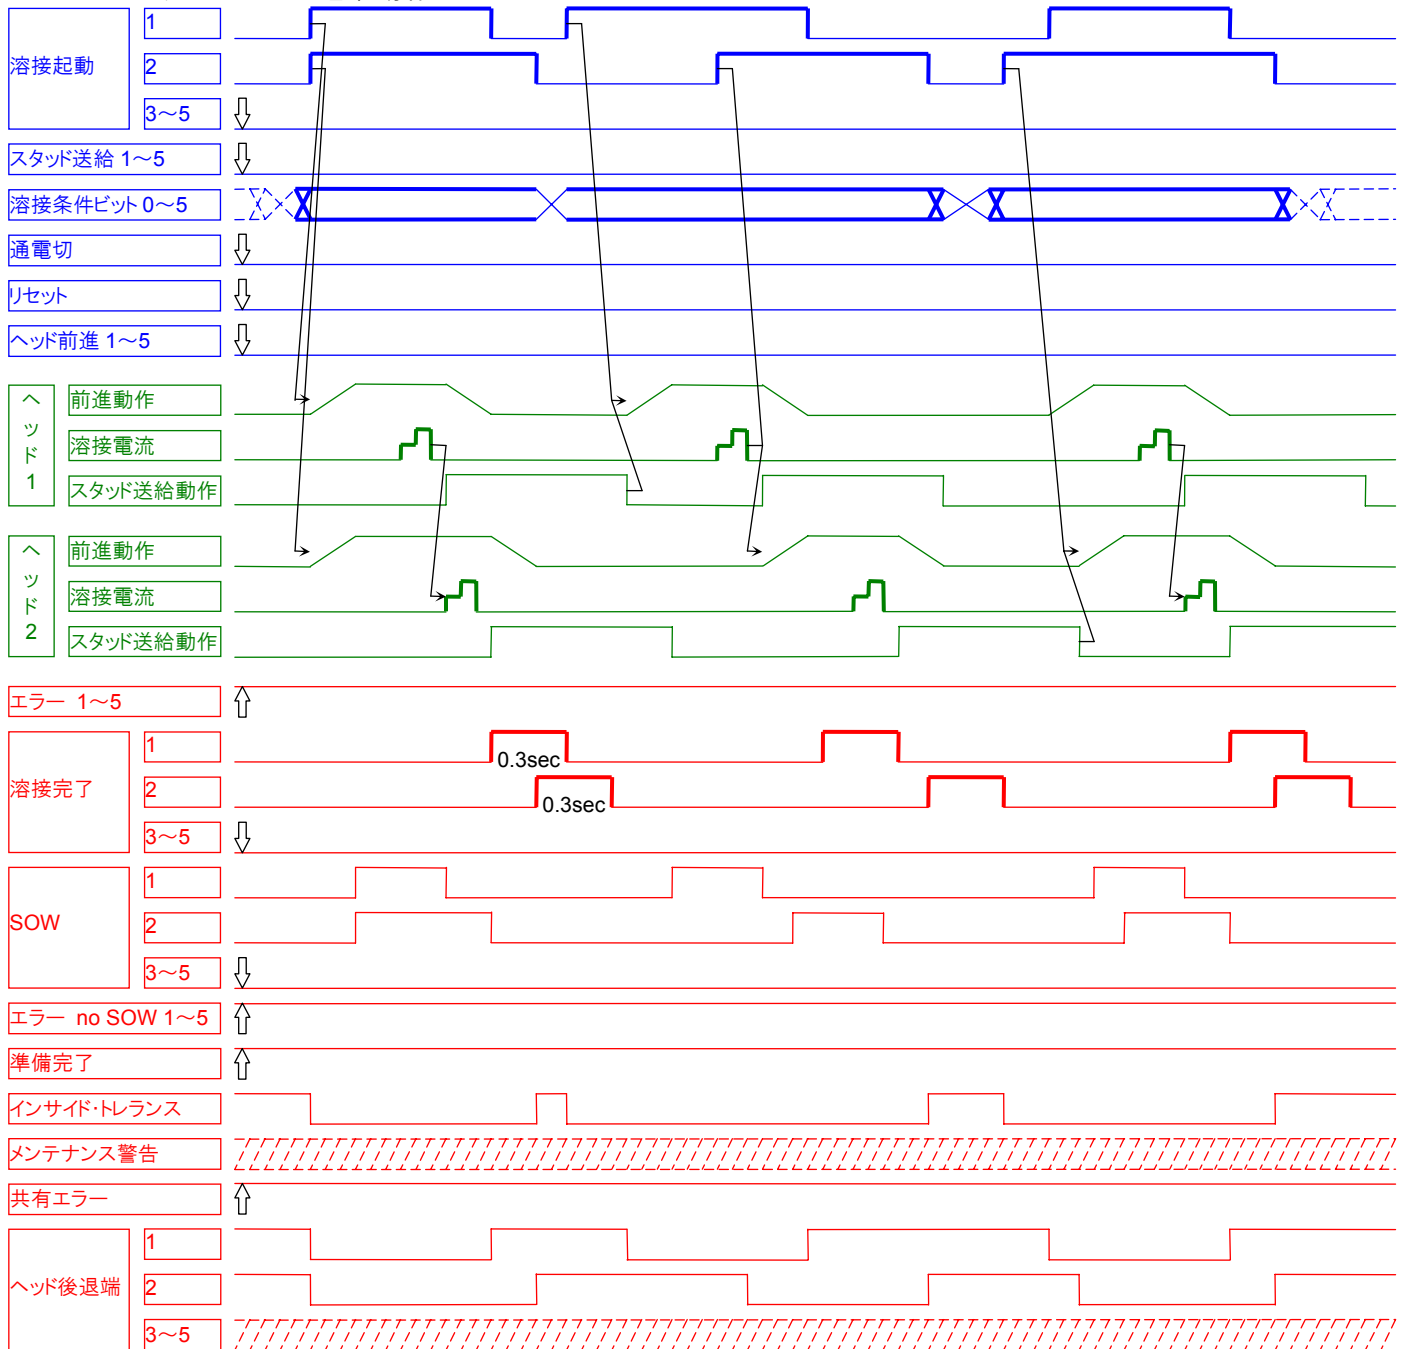 溶接起動
1
2
3～5
スタッド送給 1～5
溶接条件ビット 0～5
通電切
リセット
ヘッド前進 1～5
ヘッド1
前進動作
溶接電流
スタッド送給動作
ヘッド2
前進動作
溶接電流
スタッド送給動作
エラー 1～5
溶接完了
1
0.3sec
2
0.3sec
3～5
SOW
1
2
3～5
エラー no SOW 1～5
準備完了
インサイド・トレランス
メンテナンス警告
共有エラー
ヘッド後退端
1
2
3～5